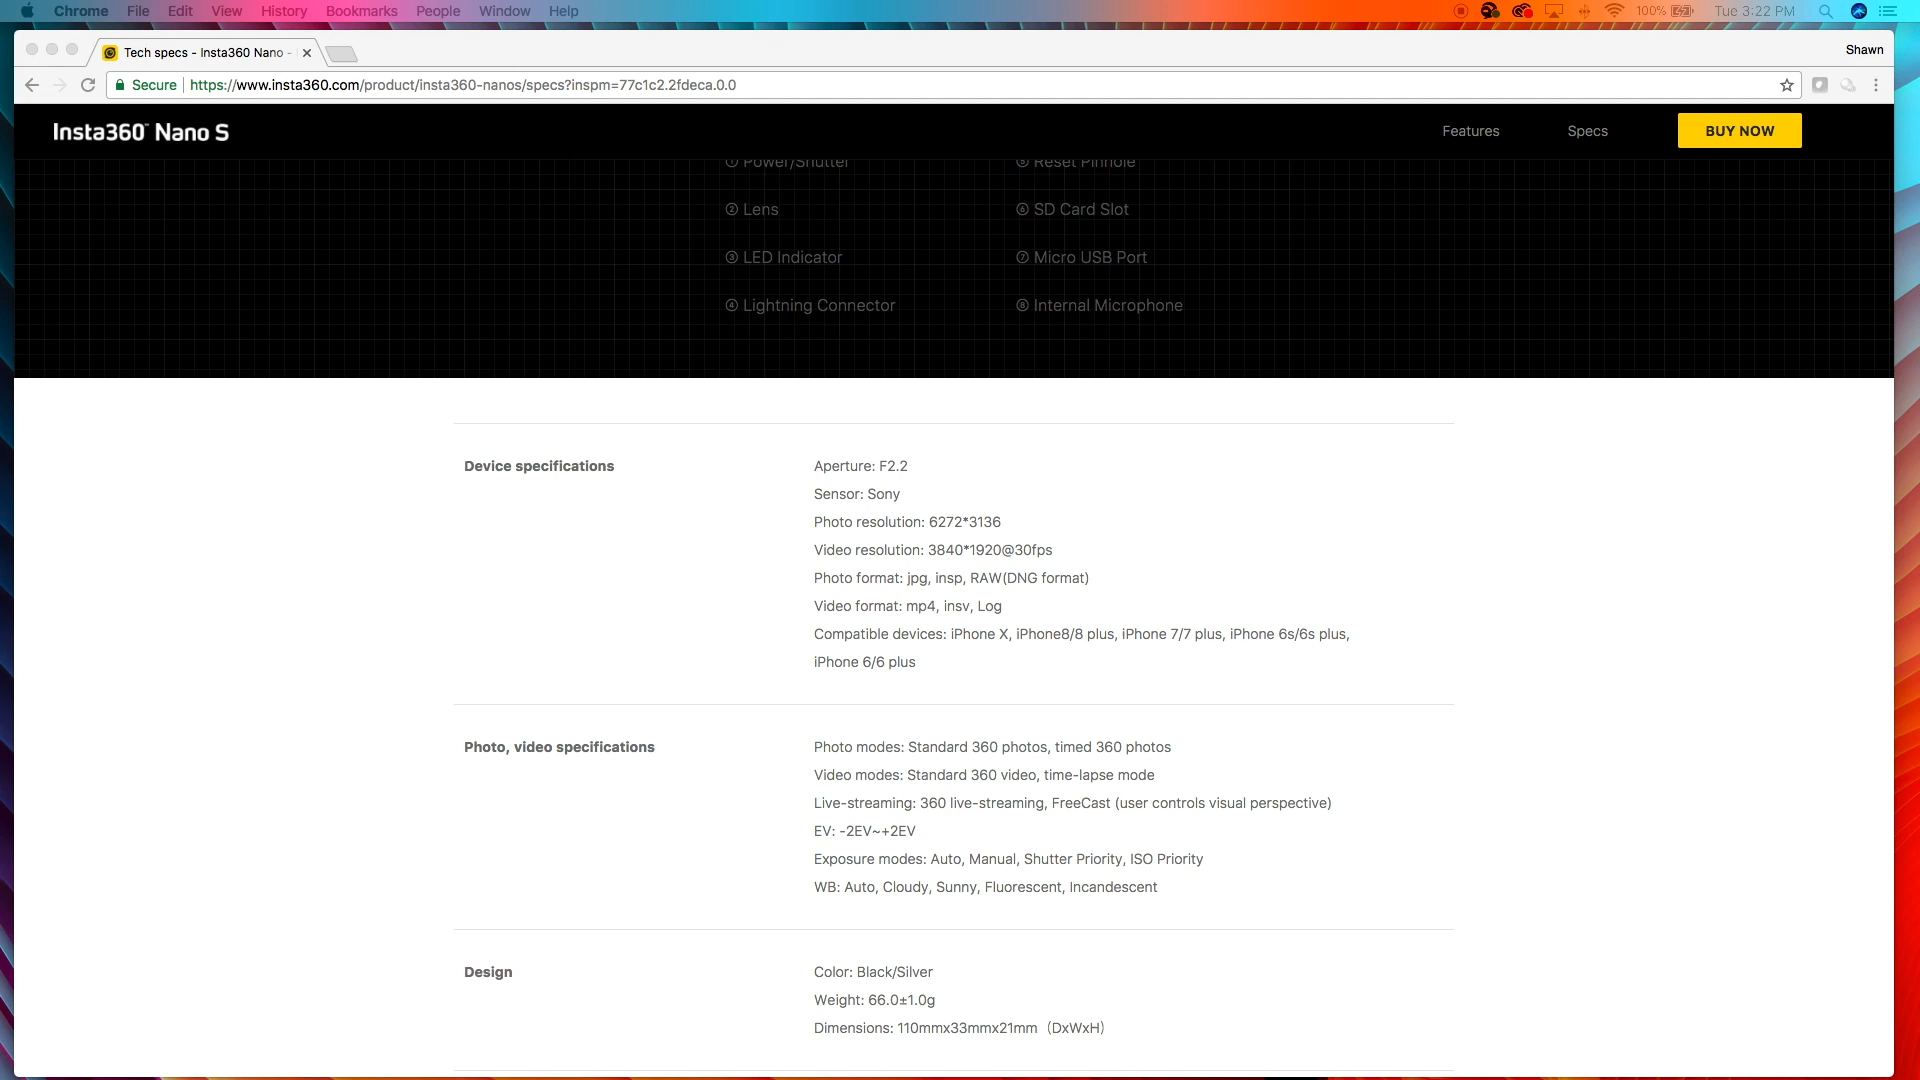 Chrome File Edit View History Bookmarks People Window Help 100% Tue 3:22 PM
Tech specs - Insta360 Nano -
Shawn
Secure https://www.insta360.com/product/insta360-nanos/specs?inspm=77c1c2.2fdeca.0.0
Insta360™ Nano S Features Specs BUY NOW
① Power/Shutter ⑤ Reset Pinhole
② Lens ⑥ SD Card Slot
③ LED Indicator ⑦ Micro USB Port
④ Lightning Connector ⑧ Internal Microphone
Device specifications Aperture: F2.2
Sensor: Sony
Photo resolution: 6272*3136
Video resolution: 3840*1920@30fps
Photo format: jpg, insp, RAW(DNG format)
Video format: mp4, insv, Log
Compatible devices: iPhone X, iPhone8/8 plus, iPhone 7/7 plus, iPhone 6s/6s plus,
iPhone 6/6 plus
Photo, video specifications Photo modes: Standard 360 photos, timed 360 photos
Video modes: Standard 360 video, time-lapse mode
Live-streaming: 360 live-streaming, FreeCast (user controls visual perspective)
EV: -2EV~+2EV
Exposure modes: Auto, Manual, Shutter Priority, ISO Priority
WB: Auto, Cloudy, Sunny, Fluorescent, Incandescent
Design Color: Black/Silver
Weight: 66.0±1.0g
Dimensions: 110mmx33mmx21mm（DxWxH）